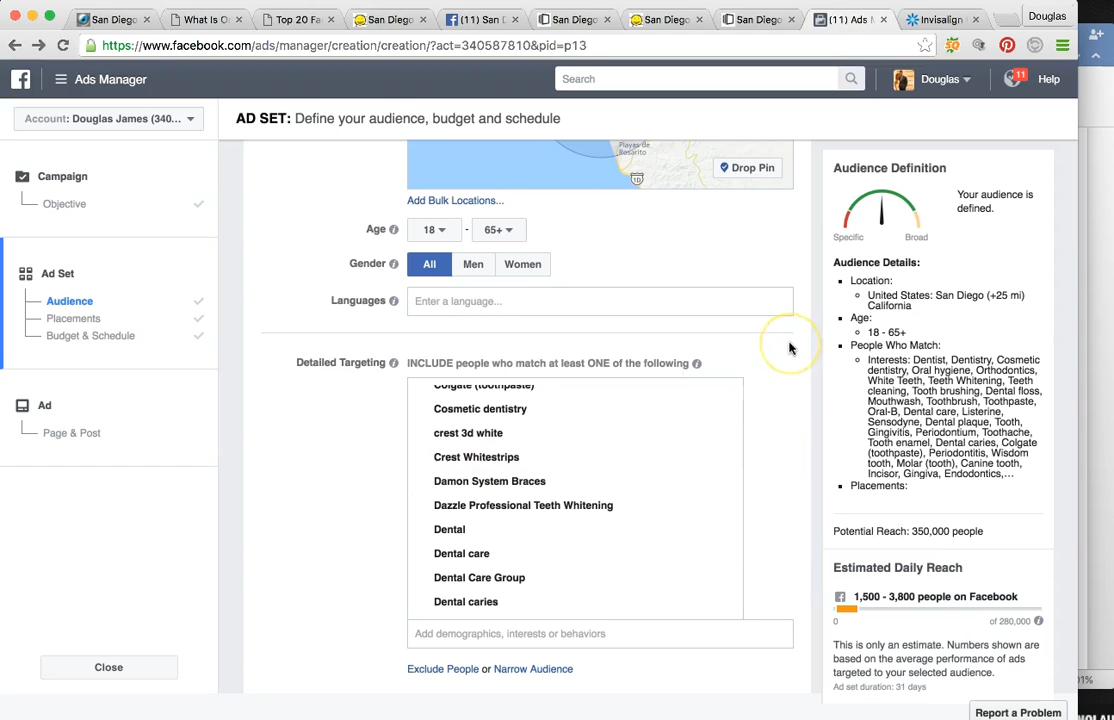 San Diego
What Is O
Top 20 Fa
San Dieg
(11) San D
San Dieg
San Dieg
San Dieg
(11) Ads M
Invisalign
Douglas
https://www.facebook.com/ads/manager/creation/creation/?act=340587810&pid=p13
Ads Manager
Search
Douglas
11
Help
Account: Douglas James (340...
AD SET: Define your audience, budget and schedule
Campaign
Objective
Ad Set
Audience
Placements
Budget & Schedule
Ad
Page & Post
Close
Playas de
Rosarito
1D
Drop Pin
Add Bulk Locations...
Age
18
-
65+
Gender
All
Men
Women
Languages
Enter a language...
Detailed Targeting
INCLUDE people who match at least ONE of the following
Colgate (toothpaste)
Cosmetic dentistry
crest 3d white
Crest Whitestrips
Damon System Braces
Dazzle Professional Teeth Whitening
Dental
Dental care
Dental Care Group
Dental caries
Add demographics, interests or behaviors
Exclude People or Narrow Audience
Audience Definition
Your audience is
defined.
Specific
Broad
Audience Details:
Location:
United States: San Diego (+25 mi)
California
Age:
18 - 65+
People Who Match:
Interests: Dentist, Dentistry, Cosmetic
dentistry, Oral hygiene, Orthodontics,
White Teeth, Teeth Whitening, Teeth
cleaning, Tooth brushing, Dental floss,
Mouthwash, Toothbrush, Toothpaste,
Oral-B, Dental care, Listerine,
Sensodyne, Dental plaque, Tooth,
Gingivitis, Periodontium, Toothache,
Tooth enamel, Dental caries, Colgate
(toothpaste), Periodontitis, Wisdom
tooth, Molar (tooth), Canine tooth,
Incisor, Gingiva, Endodontics,...
Placements:
Potential Reach: 350,000 people
Estimated Daily Reach
1,500 - 3,800 people on Facebook
0
of 280,000
This is only an estimate. Numbers shown are
based on the average performance of ads
targeted to your selected audience.
Ad set duration: 31 days
Report a Problem